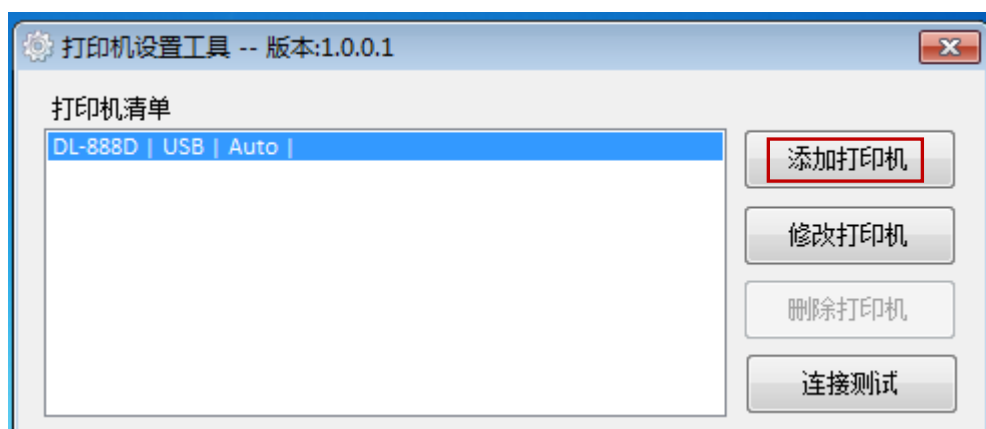 打印机设置工具 -- 版本:1.0.0.1
打印机清单
DL-888D | USB | Auto |
添加打印机
修改打印机
删除打印机
连接测试